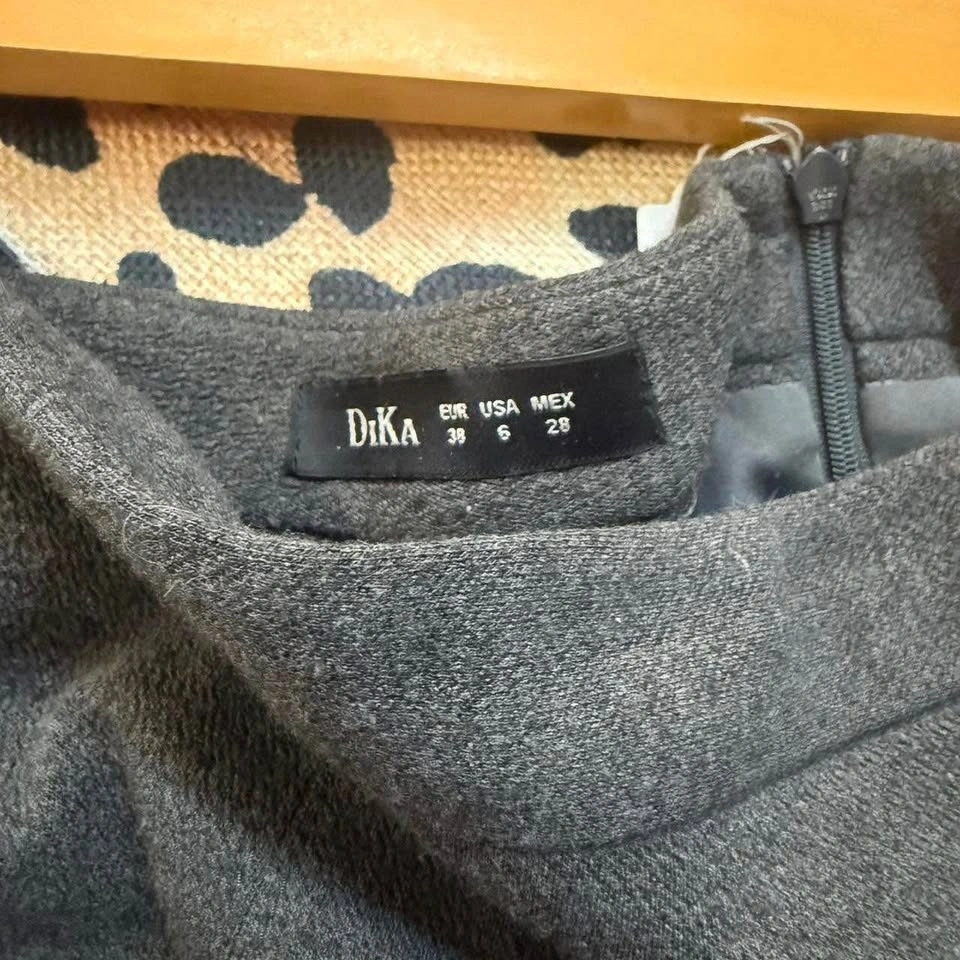 DIKA
EUR USA MEX
38 6 28